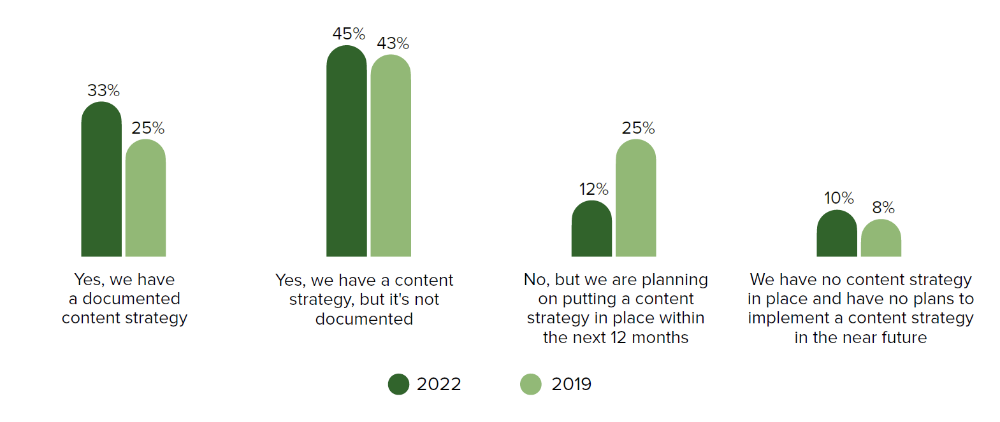 45%
43%
33%
25%
25%
12%
10%
8%
Yes, we have
a documented
content strategy
Yes, we have a content
strategy, but it's not
documented
No, but we are planning
on putting a content
strategy in place within
the next 12 months
We have no content strategy
in place and have no plans to
implement a content strategy
in the near future
2022
2019